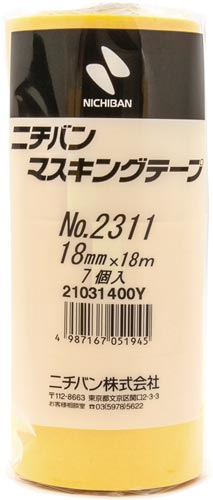 NICHIBAN
ニチバン
マスキングテープ
No.2311
18mm×18m
7個入
21031400Y
4 987167 051945
ニチバン株式会社
〒112-8663 東京都文京区関口2-3-3
お客様相談室 ☎03(5978)5622